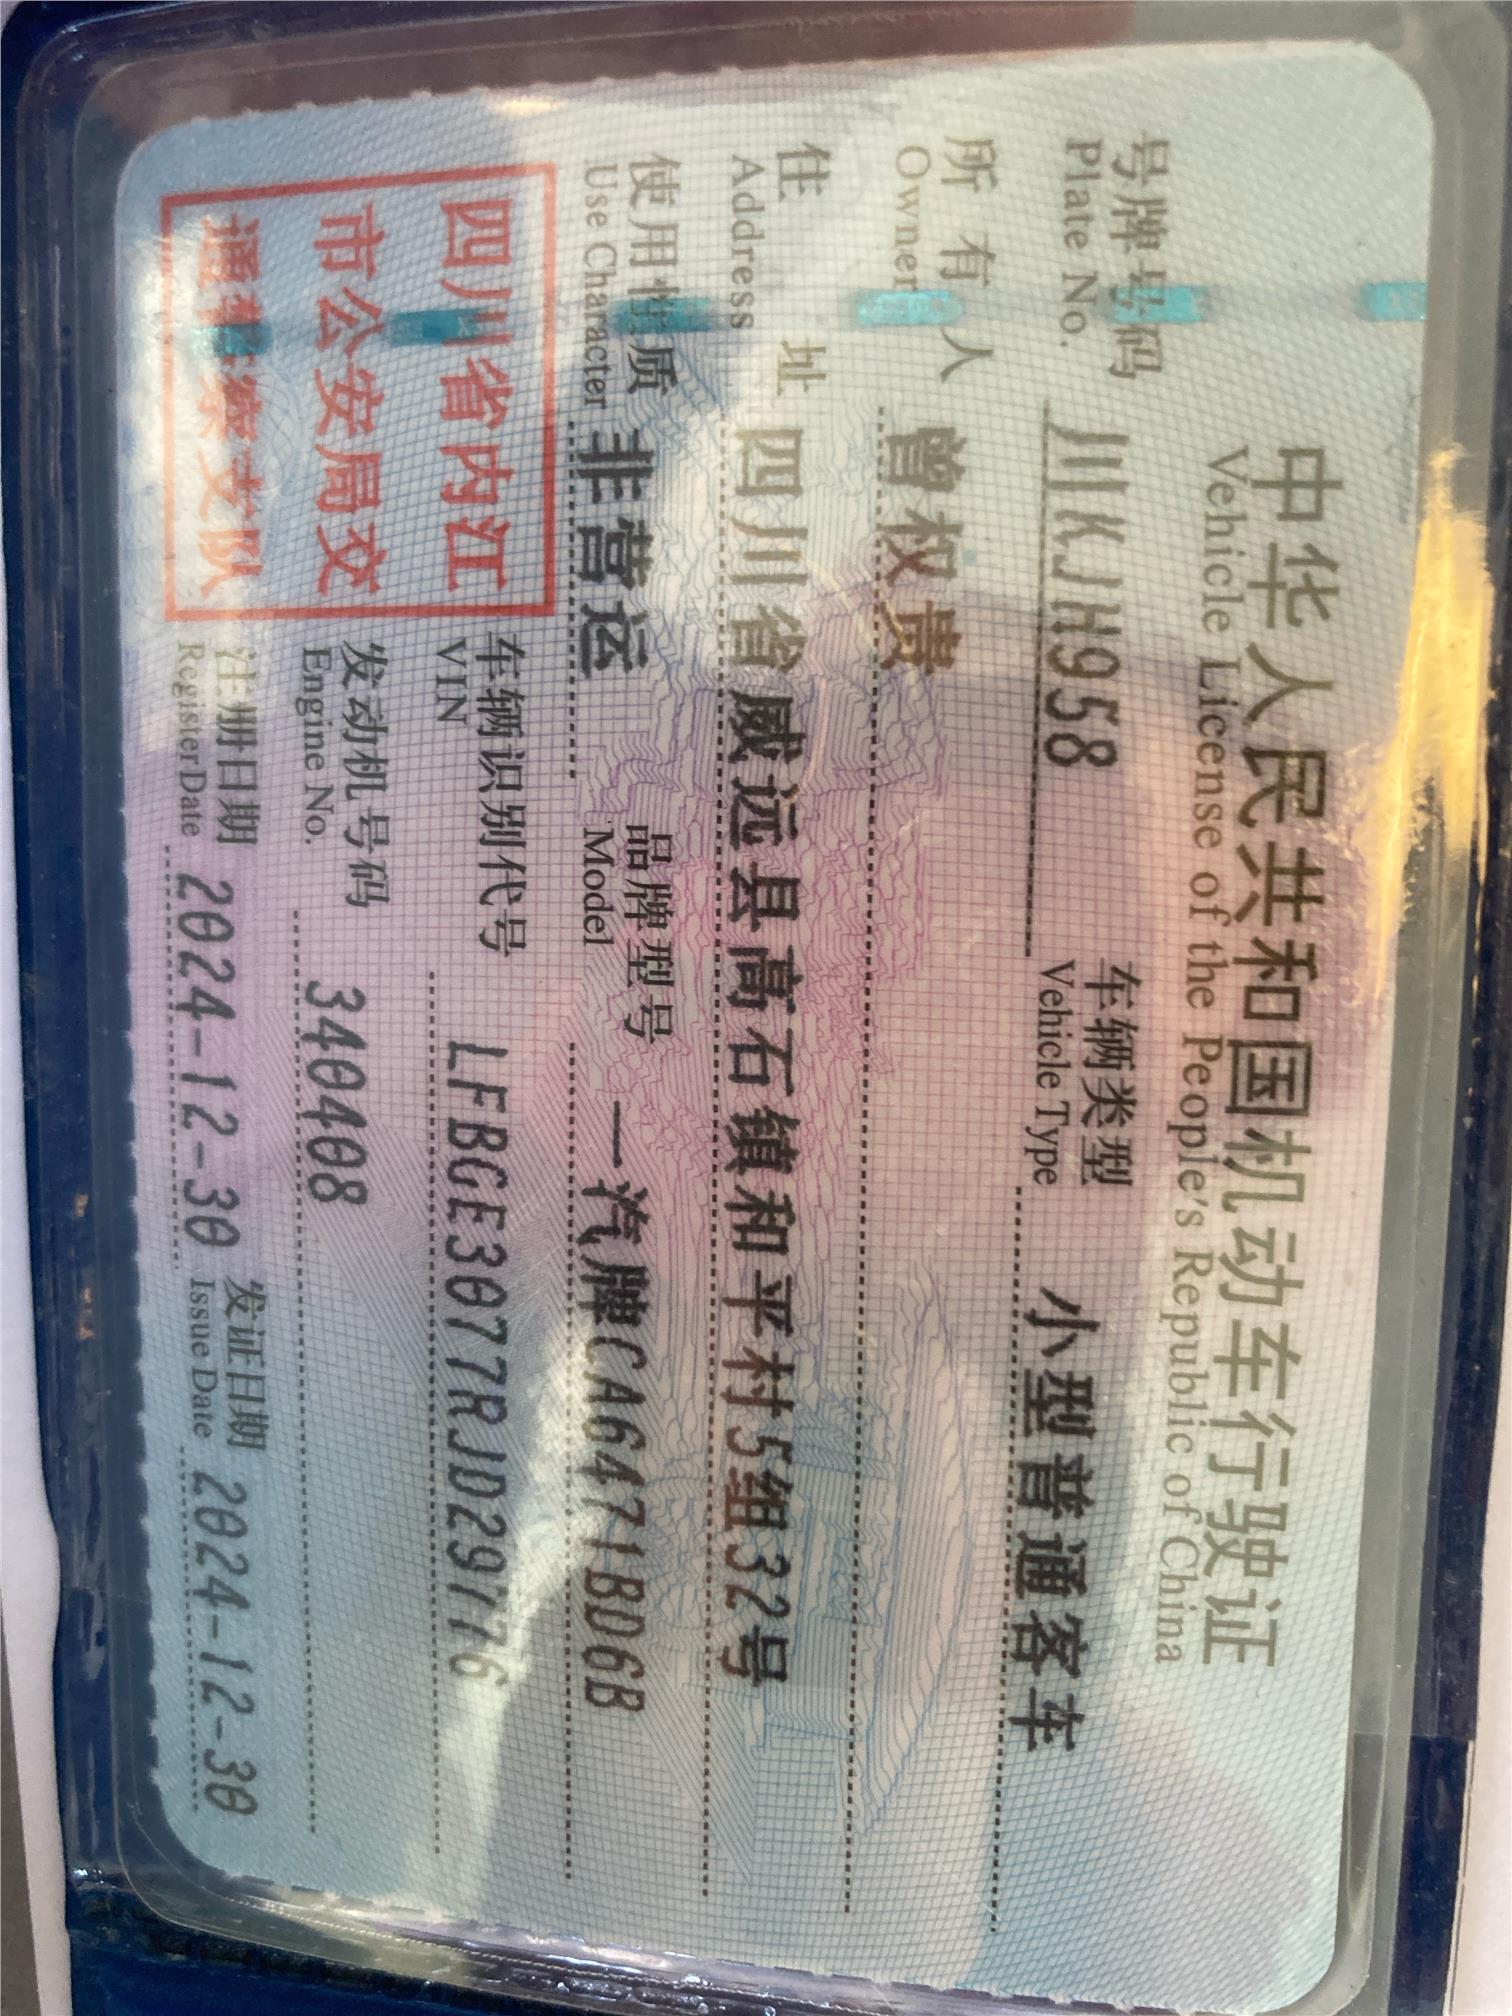 中华人民共和国机动车行驶证
Vehicle License of the People's Republic of China
号牌号码 川KJH958 车辆类型 小型普通客车
Plate No. Vehicle Type
所有人 曾权贵
Owner
住址 四川省威远县高石镇和平村5组32号
Address
使用性质 非营运 品牌型号 一汽牌CA6471BD6B
Use Character Model
四川省内江
市公安局交
通警察支队
车辆识别代号 LFBGE3077RJD29776
VIN
发动机号码 340408
Engine No.
注册日期 2024-12-30 发证日期 2024-12-30
Register Date Issue Date